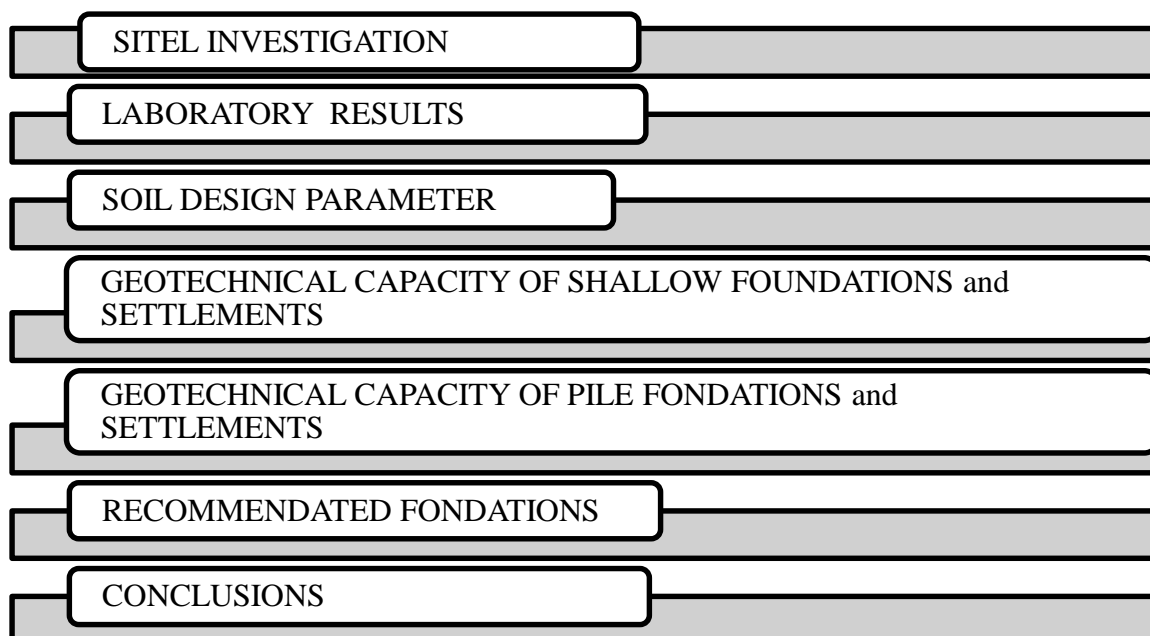 SITEL INVESTIGATION
LABORATORY RESULTS
SOIL DESIGN PARAMETER
GEOTECHNICAL CAPACITY OF SHALLOW FOUNDATIONS and
SETTLEMENTS
GEOTECHNICAL CAPACITY OF PILE FONDATIONS and
SETTLEMENTS
RECOMMENDATED FONDATIONS
CONCLUSIONS